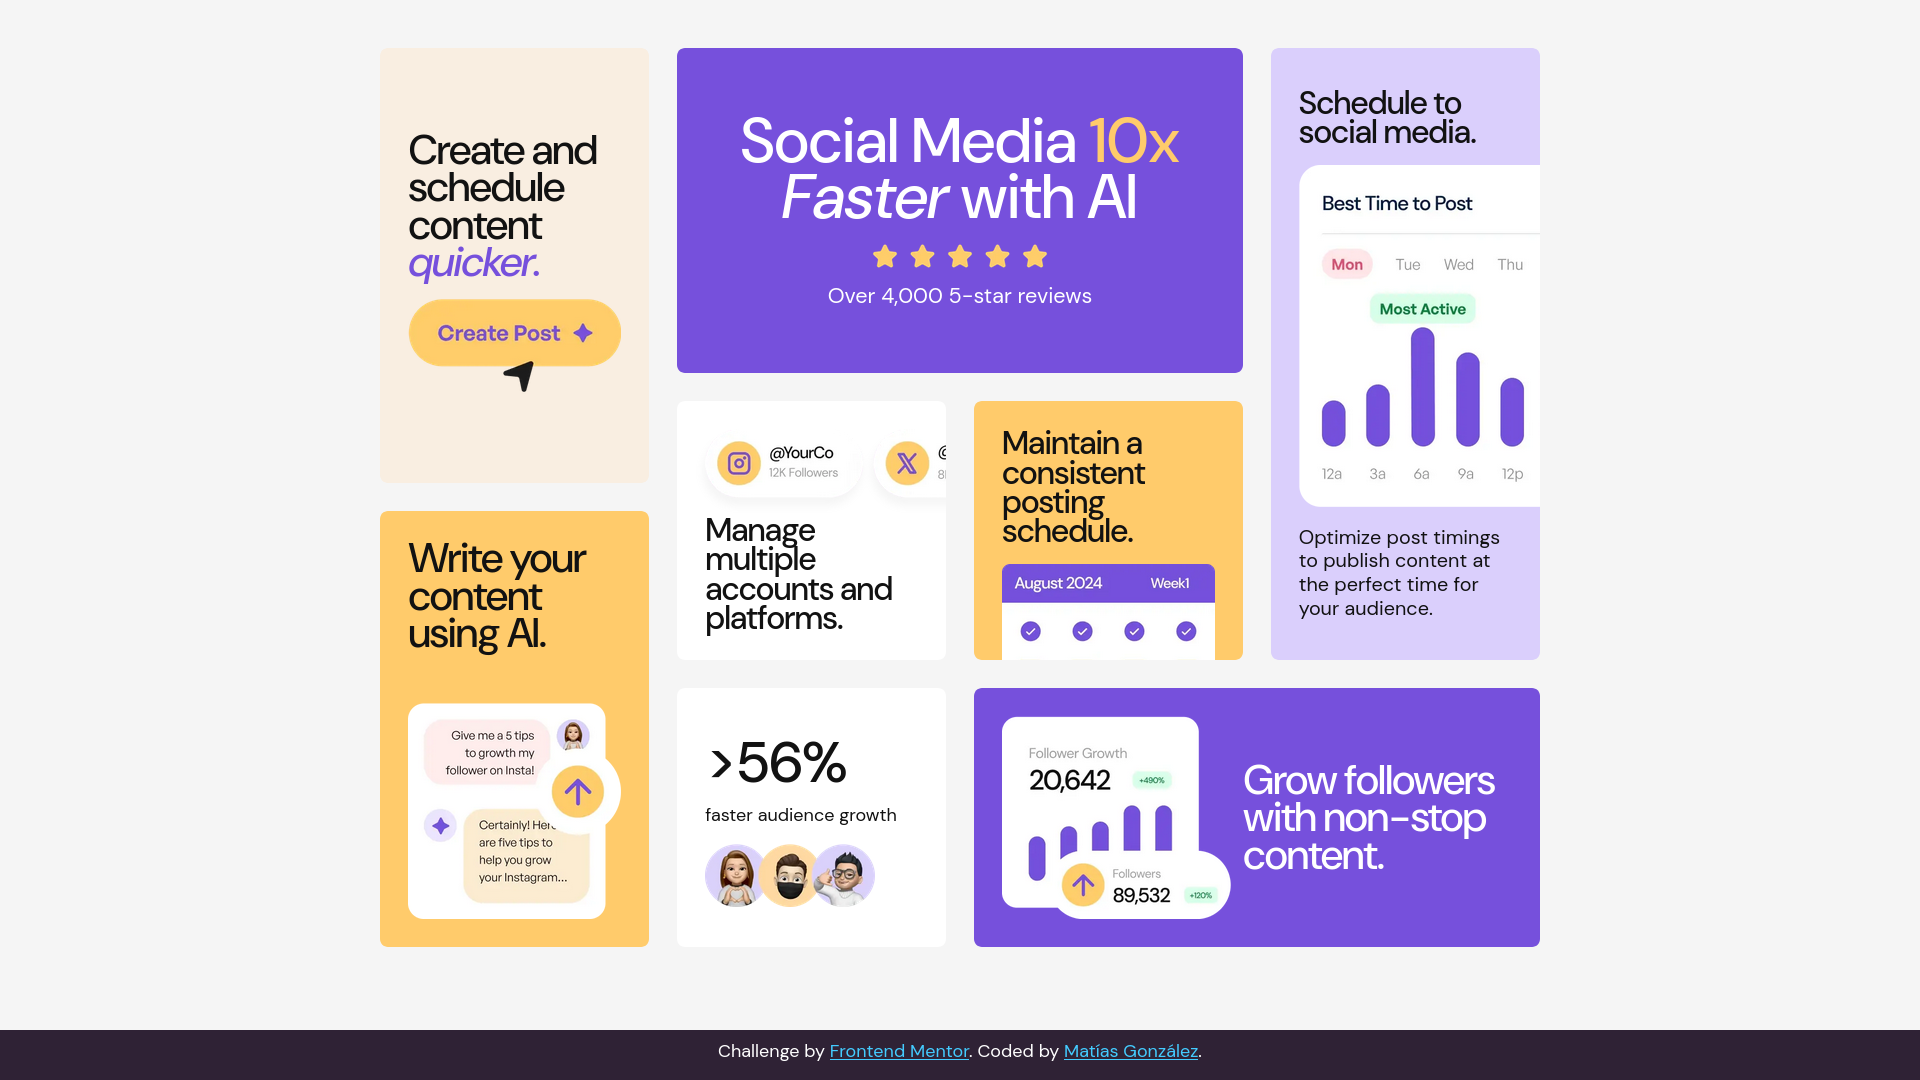 Create and
schedule
content
quicker.
Create Post
Social Media 10x
Faster with AI
Over 4,000 5-star reviews
Schedule to
social media.
Best Time to Post
Mon Tue Wed Thu
Most Active
12a 3a 6a 9a 12p
Optimize post timings
to publish content at
the perfect time for
your audience.
@YourCo
12K Followers
Manage
multiple
accounts and
platforms.
Maintain a
consistent
posting
schedule.
August 2024 Week1
Write your
content
using AI.
Give me a 5 tips
to growth my
follower on Insta!
Certainly! Here
are five tips to
help you grow
your Instagram...
>56%
faster audience growth
Follower Growth
20,642 +490%
Followers
89,532 +120%
Grow followers
with non-stop
content.
Challenge by Frontend Mentor. Coded by Matías González.